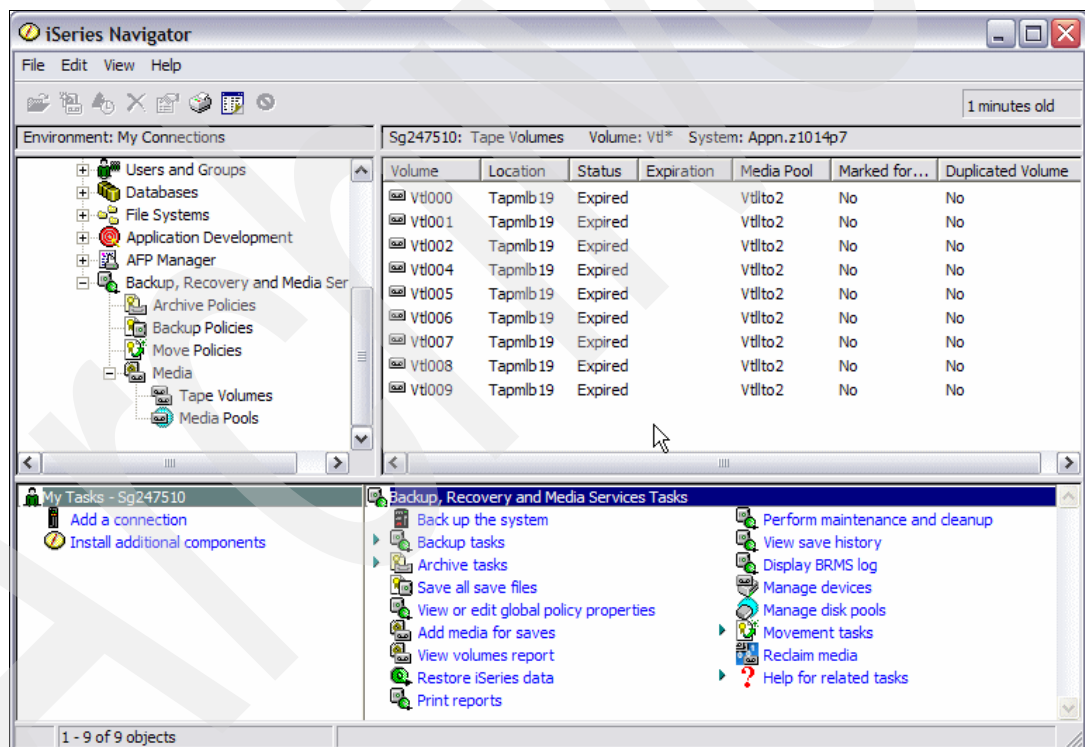 iSeries Navigator
File Edit View Help
1 minutes old
Environment: My Connections
Sg247510: Tape Volumes Volume: Vtl* System: Appn.z1014p7
Users and Groups
Databases
File Systems
Application Development
AFP Manager
Backup, Recovery and Media Ser
Archive Policies
Backup Policies
Move Policies
Media
Tape Volumes
Media Pools
Volume Location Status Expiration Media Pool Marked for... Duplicated Volume
Vtl000 Tapmlb19 Expired Vtllto2 No No
Vtl001 Tapmlb19 Expired Vtllto2 No No
Vtl002 Tapmlb19 Expired Vtllto2 No No
Vtl004 Tapmlb19 Expired Vtllto2 No No
Vtl005 Tapmlb19 Expired Vtllto2 No No
Vtl006 Tapmlb19 Expired Vtllto2 No No
Vtl007 Tapmlb19 Expired Vtllto2 No No
Vtl008 Tapmlb19 Expired Vtllto2 No No
Vtl009 Tapmlb19 Expired Vtllto2 No No
My Tasks - Sg247510
Add a connection
Install additional components
Backup, Recovery and Media Services Tasks
Back up the system
Backup tasks
Archive tasks
Save all save files
View or edit global policy properties
Add media for saves
View volumes report
Restore iSeries data
Print reports
Perform maintenance and cleanup
View save history
Display BRMS log
Manage devices
Manage disk pools
Movement tasks
Reclaim media
Help for related tasks
1 - 9 of 9 objects